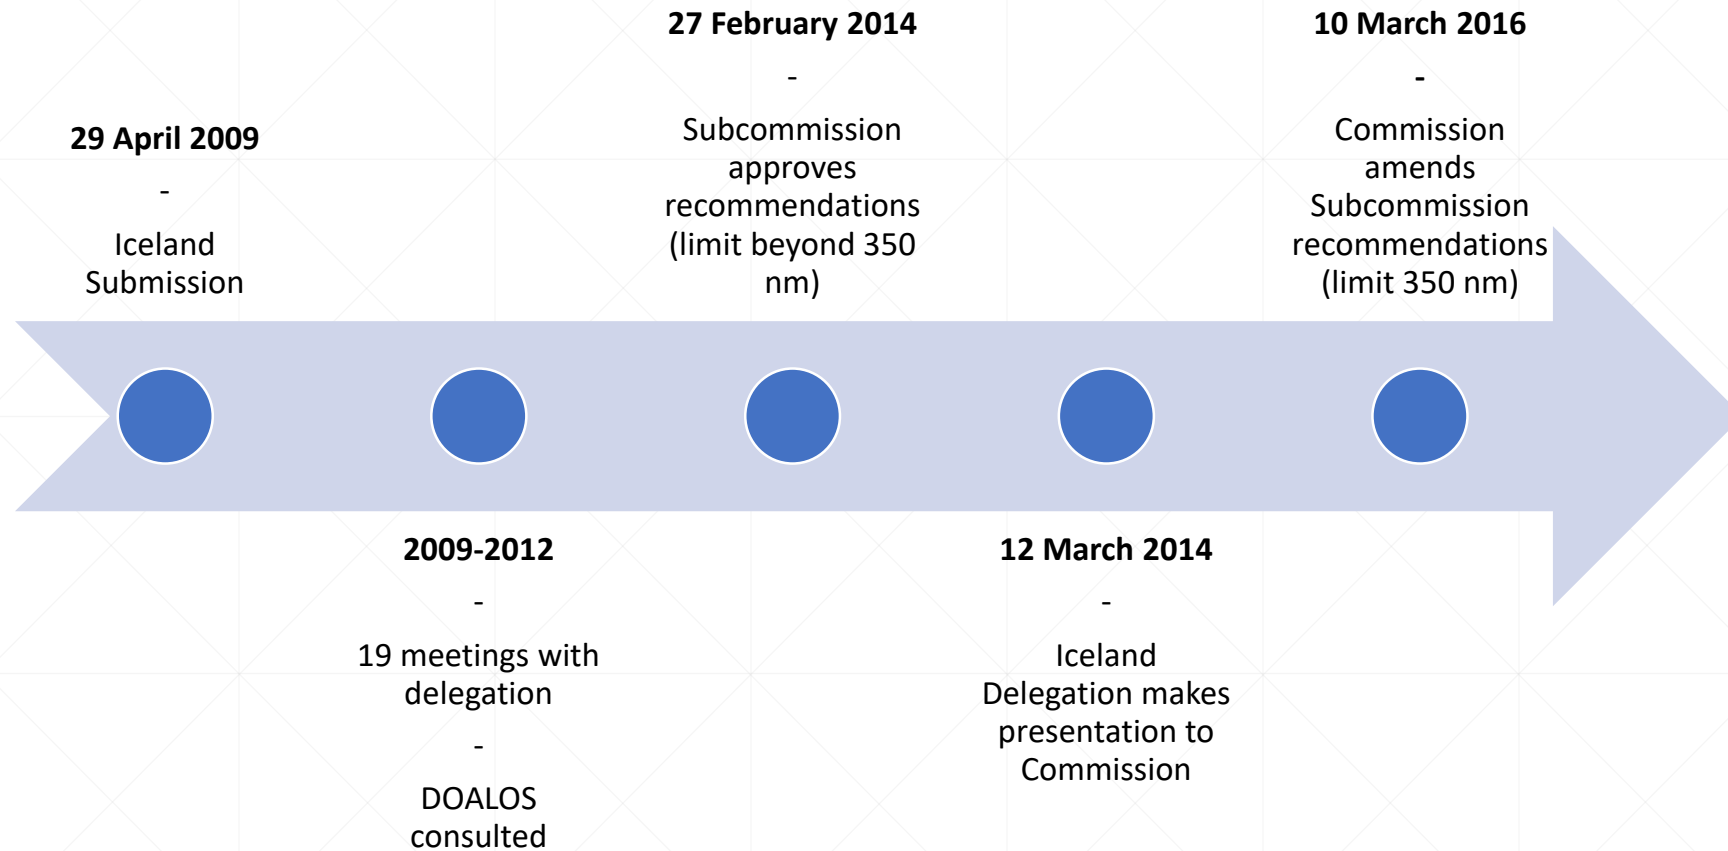 29 April 2009
-
Iceland
Submission
2009-2012
-
19 meetings with
delegation
-
DOALOS
consulted
27 February 2014
-
Subcommission
approves
recommendations
(limit beyond 350
nm)
12 March 2014
-
Iceland
Delegation makes
presentation to
Commission
10 March 2016
-
Commission
amends
Subcommission
recommendations
(limit 350 nm)